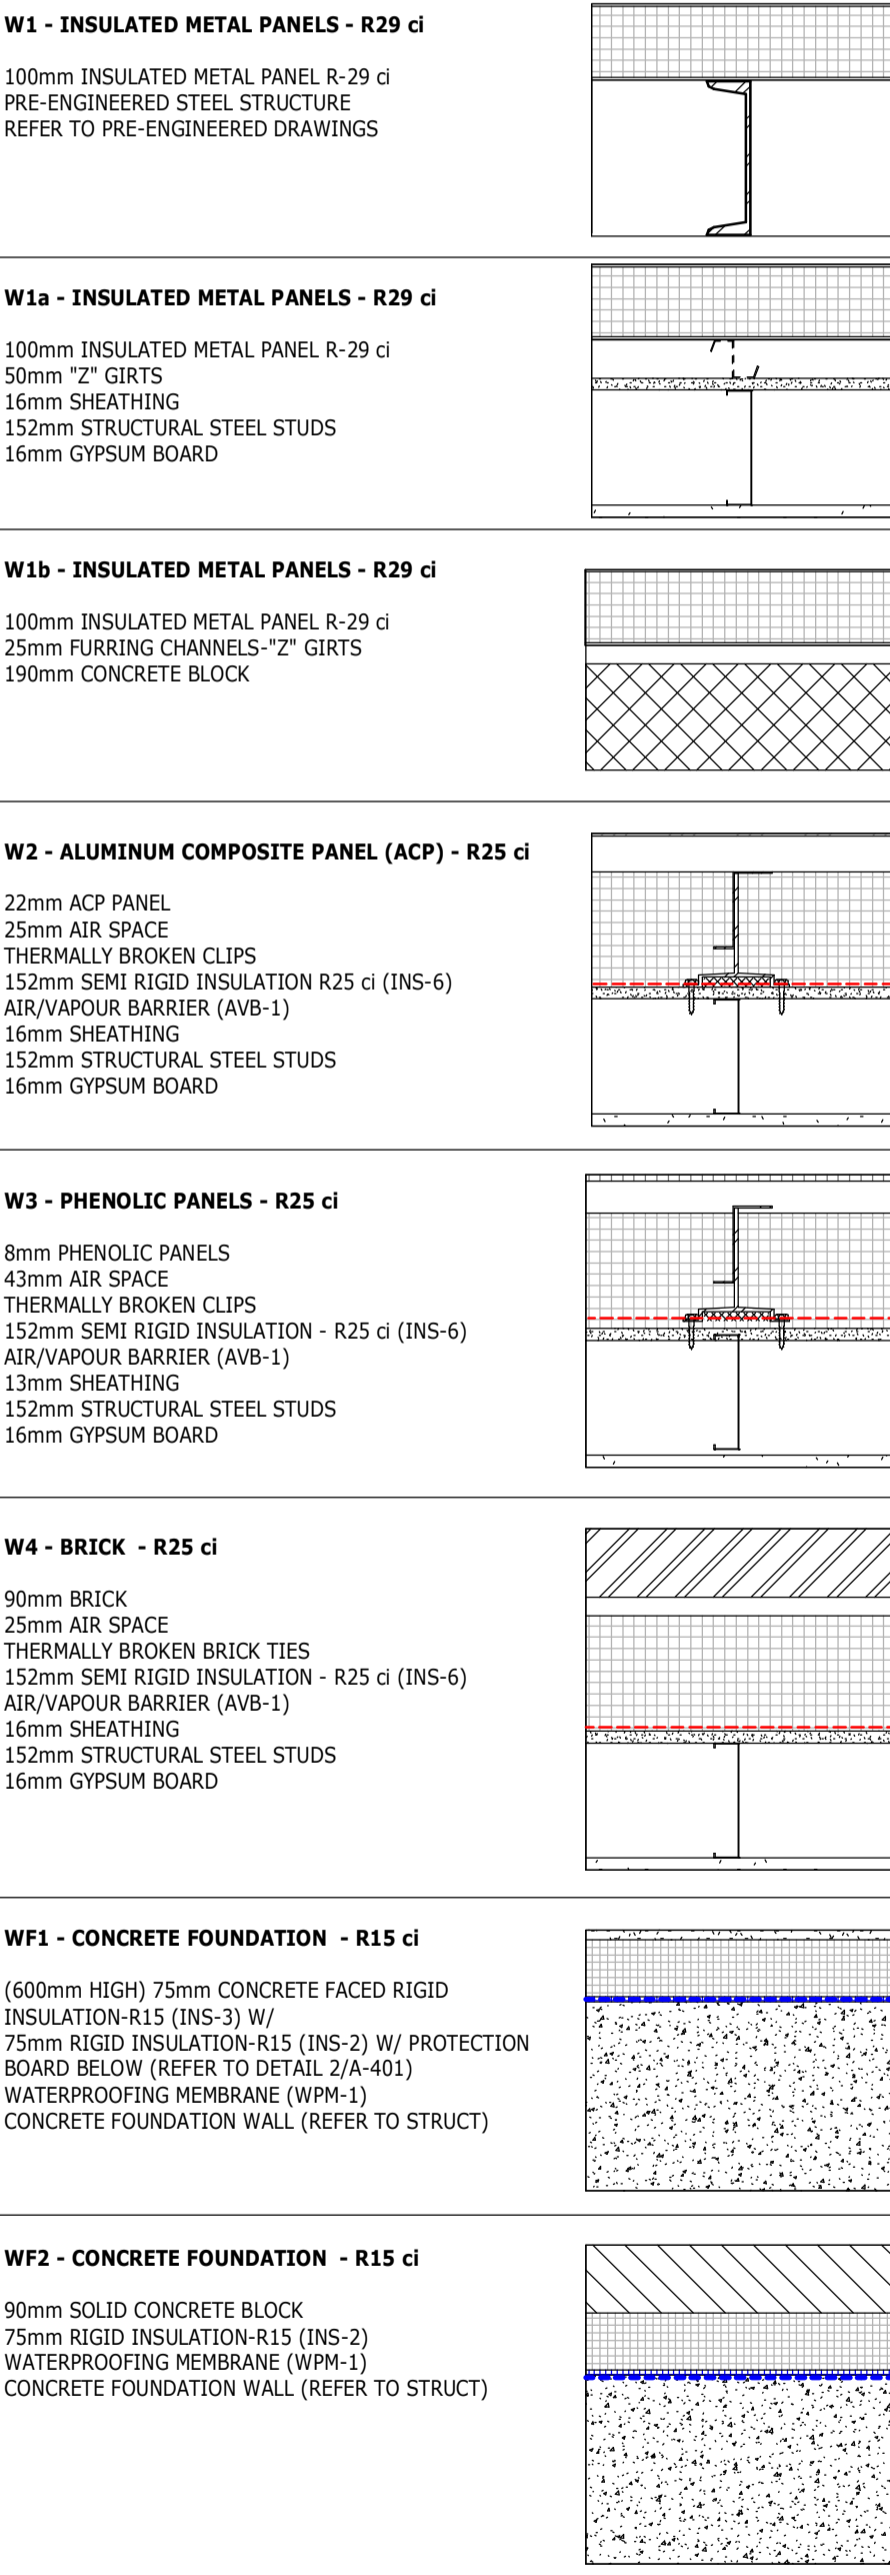 W1 - INSULATED METAL PANELS - R29 ci
100mm INSULATED METAL PANEL R-29 ci
PRE-ENGINEERED STEEL STRUCTURE
REFER TO PRE-ENGINEERED DRAWINGS
W1a - INSULATED METAL PANELS - R29 ci
100mm INSULATED METAL PANEL R-29 ci
50mm "Z" GIRTS
16mm SHEATHING
152mm STRUCTURAL STEEL STUDS
16mm GYPSUM BOARD
W1b - INSULATED METAL PANELS - R29 ci
100mm INSULATED METAL PANEL R-29 ci
25mm FURRING CHANNELS-"Z" GIRTS
190mm CONCRETE BLOCK
W2 - ALUMINUM COMPOSITE PANEL (ACP) - R25 ci
22mm ACP PANEL
25mm AIR SPACE
THERMALLY BROKEN CLIPS
152mm SEMI RIGID INSULATION R25 ci (INS-6)
AIR/VAPOUR BARRIER (AVB-1)
16mm SHEATHING
152mm STRUCTURAL STEEL STUDS
16mm GYPSUM BOARD
W3 - PHENOLIC PANELS - R25 ci
8mm PHENOLIC PANELS
43mm AIR SPACE
THERMALLY BROKEN CLIPS
152mm SEMI RIGID INSULATION - R25 ci (INS-6)
AIR/VAPOUR BARRIER (AVB-1)
13mm SHEATHING
152mm STRUCTURAL STEEL STUDS
16mm GYPSUM BOARD
W4 - BRICK - R25 ci
90mm BRICK
25mm AIR SPACE
THERMALLY BROKEN BRICK TIES
152mm SEMI RIGID INSULATION - R25 ci (INS-6)
AIR/VAPOUR BARRIER (AVB-1)
16mm SHEATHING
152mm STRUCTURAL STEEL STUDS
16mm GYPSUM BOARD
WF1 - CONCRETE FOUNDATION - R15 ci
(600mm HIGH) 75mm CONCRETE FACED RIGID
INSULATION-R15 (INS-3) W/
75mm RIGID INSULATION-R15 (INS-2) W/ PROTECTION
BOARD BELOW (REFER TO DETAIL 2/A-401)
WATERPROOFING MEMBRANE (WPM-1)
CONCRETE FOUNDATION WALL (REFER TO STRUCT)
WF2 - CONCRETE FOUNDATION - R15 ci
90mm SOLID CONCRETE BLOCK
75mm RIGID INSULATION-R15 (INS-2)
WATERPROOFING MEMBRANE (WPM-1)
CONCRETE FOUNDATION WALL (REFER TO STRUCT)